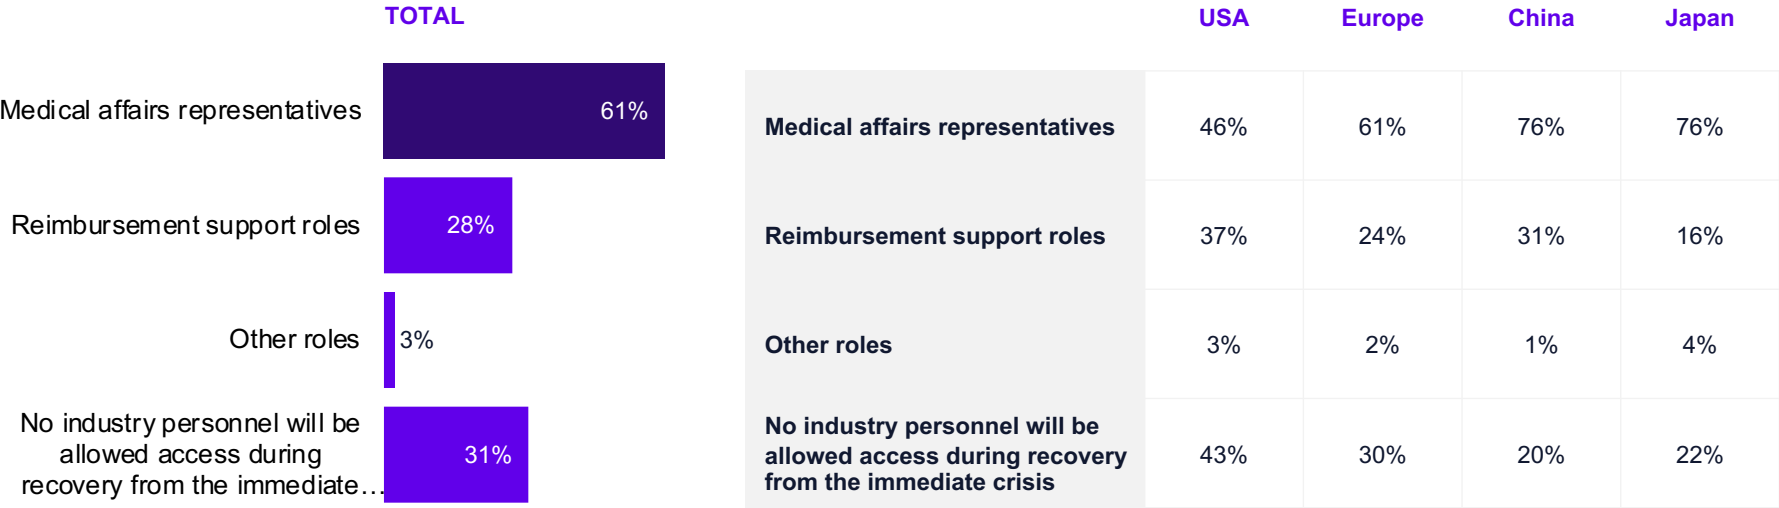 TOTAL
Medical affairs representatives
61%
Reimbursement support roles
28%
Other roles
3%
No industry personnel will be
allowed access during
recovery from the immediate...
31%
USA Europe China Japan
Medical affairs representatives 46% 61% 76% 76%
Reimbursement support roles 37% 24% 31% 16%
Other roles 3% 2% 1% 4%
No industry personnel will be
allowed access during recovery
from the immediate crisis
43% 30% 20% 22%